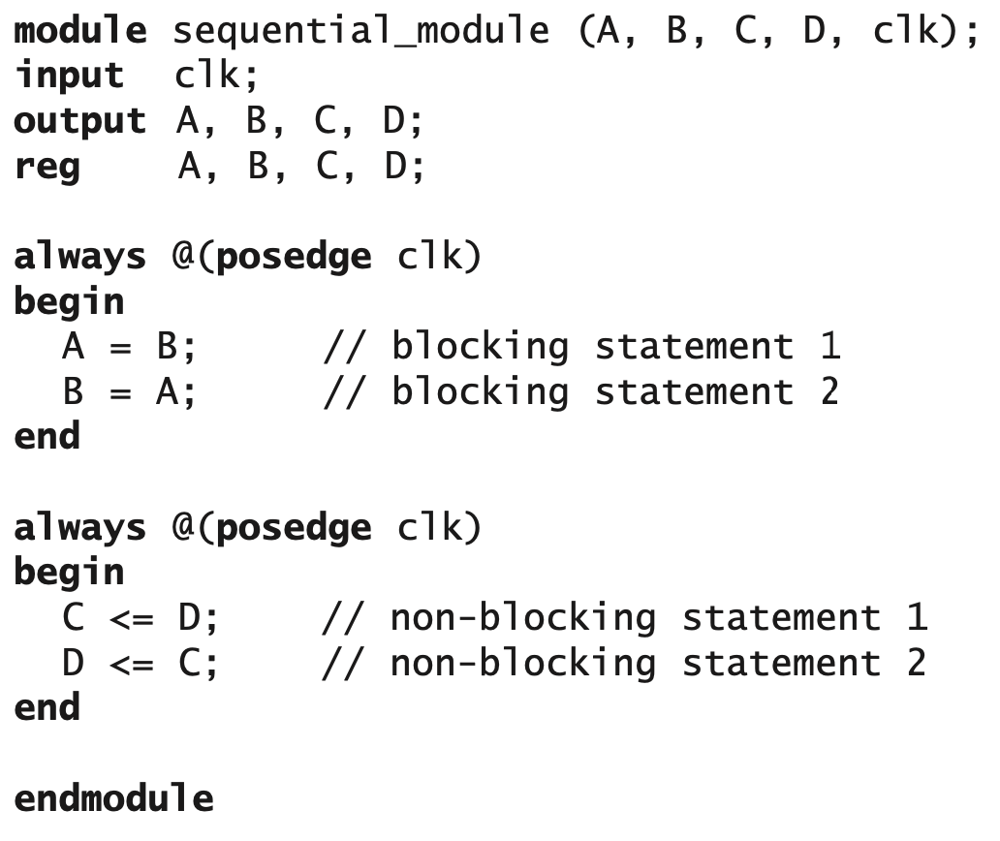 module sequential_module (A, B, C, D, clk);
input  clk;
output A, B, C, D;
reg    A, B, C, D;

always @(posedge clk)
begin
  A = B;     // blocking statement 1
  B = A;     // blocking statement 2
end

always @(posedge clk)
begin
  C <= D;    // non-blocking statement 1
  D <= C;    // non-blocking statement 2
end

endmodule